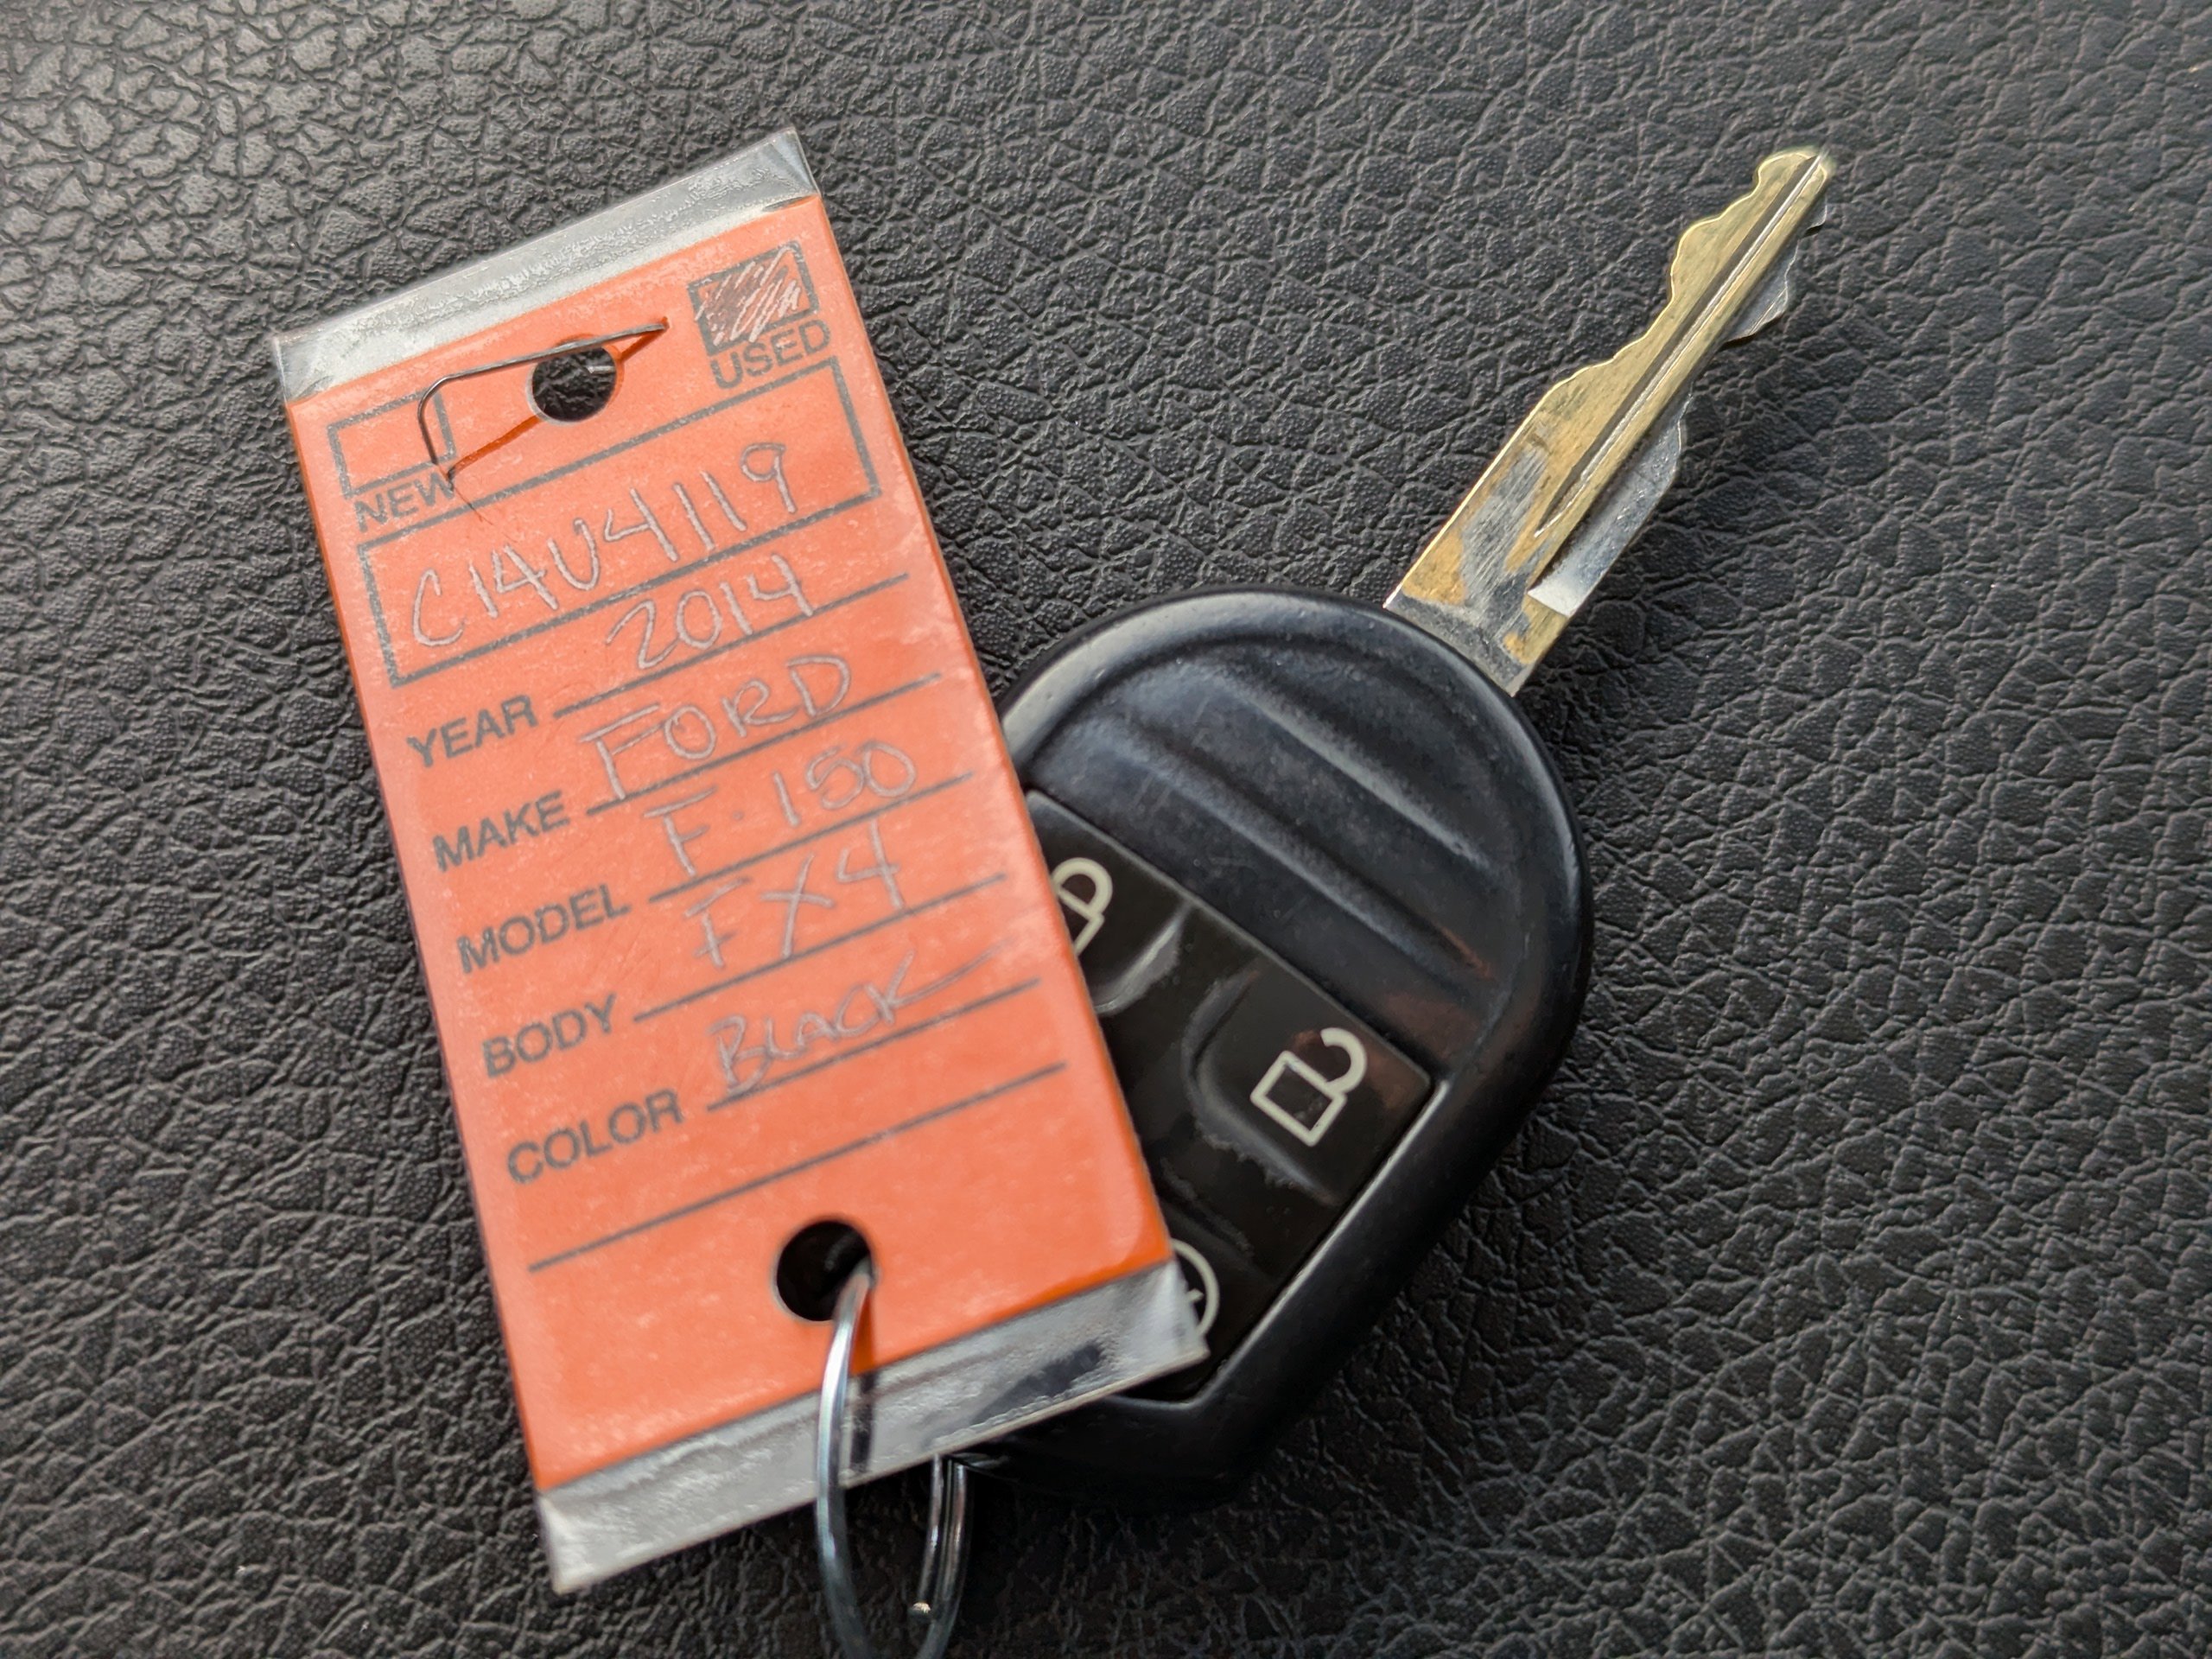 USED
NEW
C14U4119
YEAR 2014
MAKE FORD
MODEL F-150
BODY FX4
COLOR BLACK